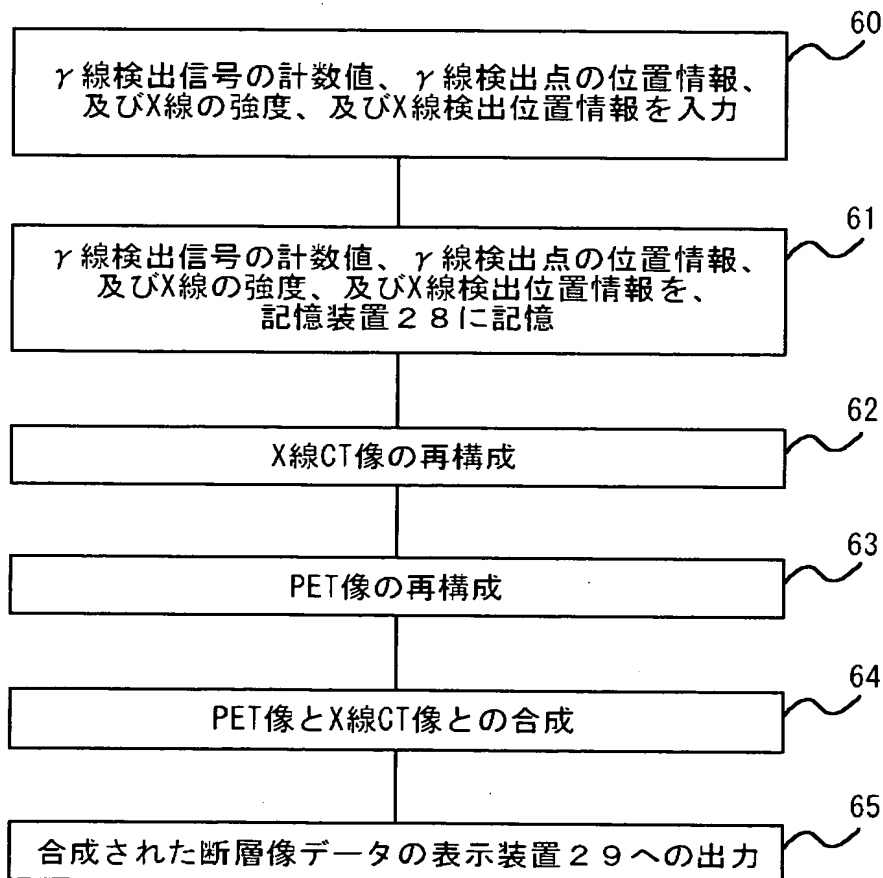 60
γ線検出信号の計数値、γ線検出点の位置情報、
及びX線の強度、及びX線検出位置情報を入力
61
γ線検出信号の計数値、γ線検出点の位置情報、
及びX線の強度、及びX線検出位置情報を、
記憶装置28に記憶
62
X線CT像の再構成
63
PET像の再構成
64
PET像とX線CT像との合成
65
合成された断層像データの表示装置29への出力